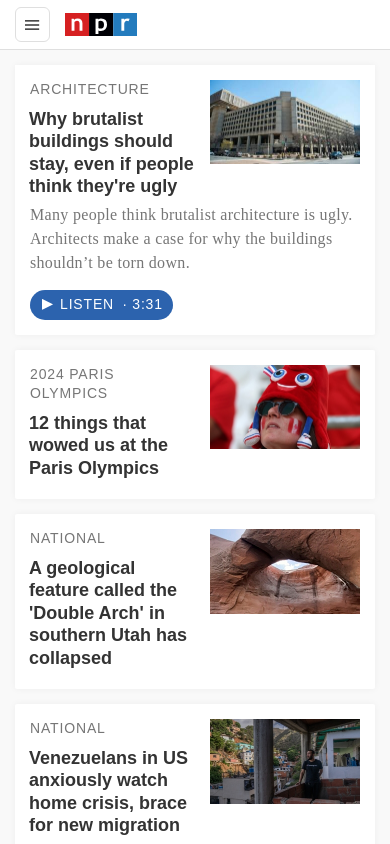 npr
ARCHITECTURE
Why brutalist
buildings should
stay, even if people
think they're ugly
Many people think brutalist architecture is ugly.
Architects make a case for why the buildings
shouldn’t be torn down.
LISTEN · 3:31
2024 PARIS
OLYMPICS
12 things that
wowed us at the
Paris Olympics
NATIONAL
A geological
feature called the
'Double Arch' in
southern Utah has
collapsed
NATIONAL
Venezuelans in US
anxiously watch
home crisis, brace
for new migration